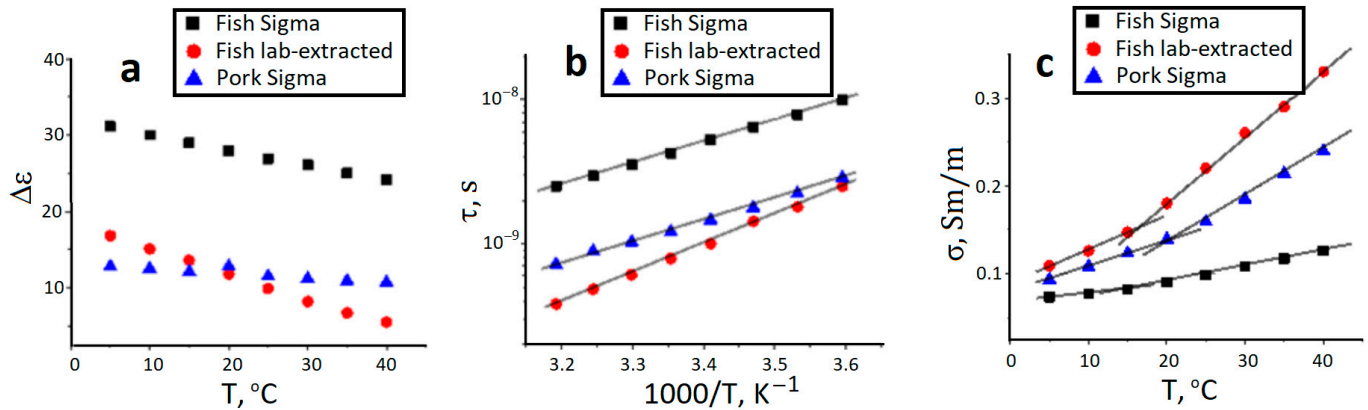 a
Fish Sigma
Fish lab-extracted
Pork Sigma
40
30
20
10
Δε
0
10
20
30
40
T, °C
b
Fish Sigma
Fish lab-extracted
Pork Sigma
10⁻⁸
10⁻⁹
τ, s
3.2
3.3
3.4
3.5
3.6
1000/T, K⁻¹
c
Fish Sigma
Fish lab-extracted
Pork Sigma
0.3
0.2
0.1
σ, Sm/m
0
10
20
30
40
T, °C